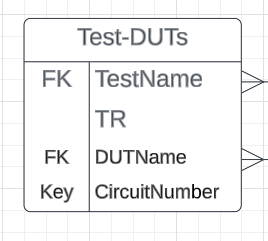 Test-DUTs
FK TestName
TR
FK DUTName
Key CircuitNumber